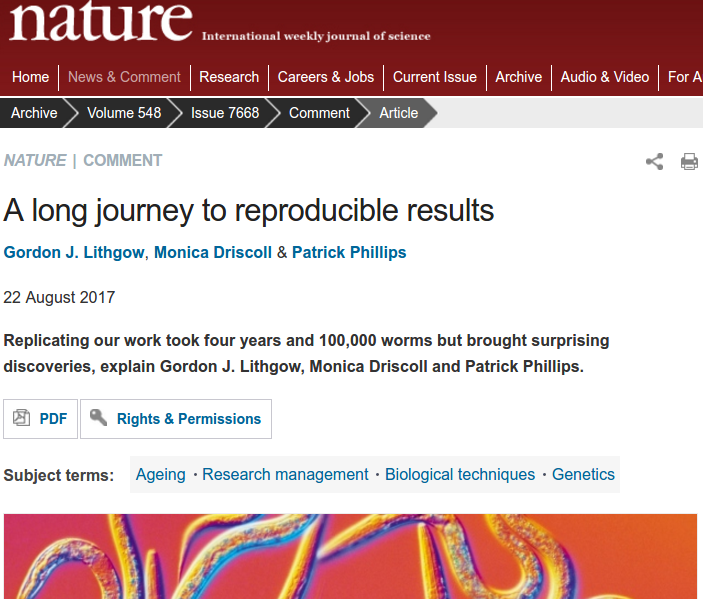 nature International weekly journal of science
Home News & Comment Research Careers & Jobs Current Issue Archive Audio & Video For A
Archive Volume 548 Issue 7668 Comment Article
NATURE | COMMENT
A long journey to reproducible results
Gordon J. Lithgow, Monica Driscoll & Patrick Phillips
22 August 2017
Replicating our work took four years and 100,000 worms but brought surprising
discoveries, explain Gordon J. Lithgow, Monica Driscoll and Patrick Phillips.
PDF Rights & Permissions
Subject terms: Ageing · Research management · Biological techniques · Genetics